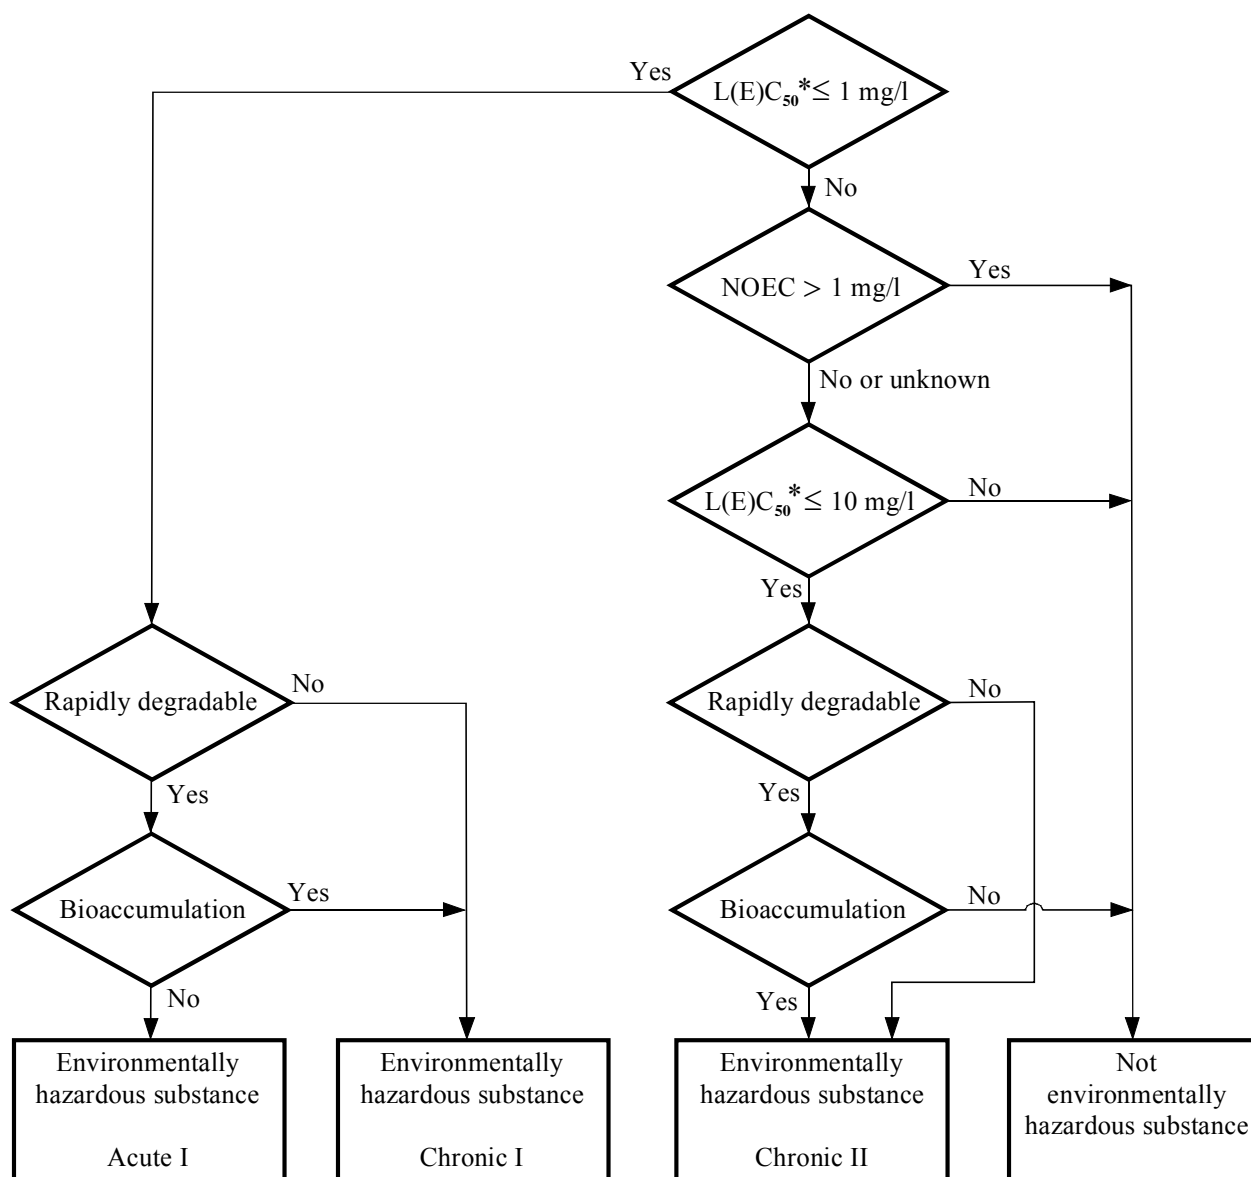 Yes
L(E)C50*≤ 1 mg/l
No
NOEC > 1 mg/l
Yes
No or unknown
L(E)C50*≤ 10 mg/l
No
Yes
Rapidly degradable
No
Rapidly degradable
No
Yes
Yes
Bioaccumulation
Yes
Bioaccumulation
No
No
Yes
Environmentally
hazardous substance
Acute I
Environmentally
hazardous substance
Chronic I
Environmentally
hazardous substance
Chronic II
Not
environmentally
hazardous substance